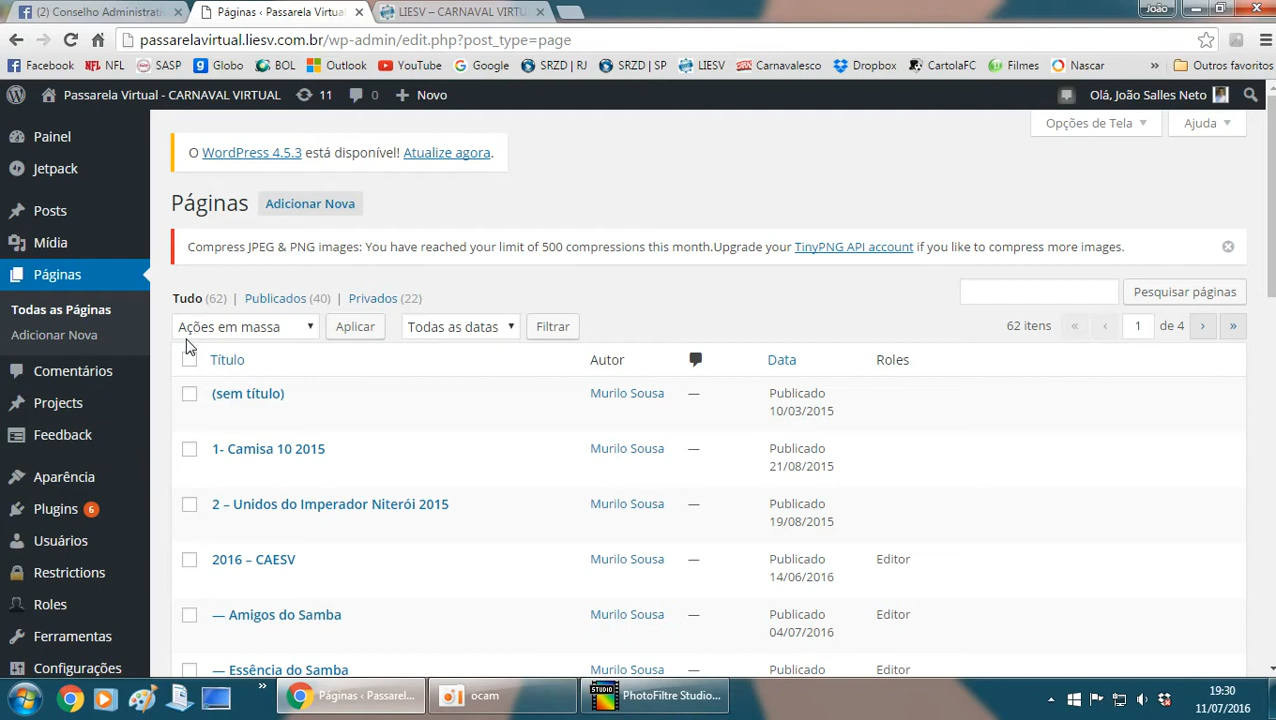 Conselho Administrati
Páginas ‹ Passarela Virtual
LIESV – CARNAVAL VIRTU
João
passarelavirtual.liesv.com.br/wp-admin/edit.php?post_type=page
Facebook NFL SASP Globo BOL Outlook YouTube Google SRZD | RJ SRZD | SP LIESV Carnavalesco Dropbox CartolaFC Filmes Nascar » Outros favoritos
Passarela Virtual - CARNAVAL VIRTUAL 11 0 Novo Olá, João Salles Neto
Opções de Tela Ajuda
Painel
Jetpack
Posts
Mídia
Páginas
Todas as Páginas
Adicionar Nova
Comentários
Projects
Feedback
Aparência
Plugins 6
Usuários
Restrictions
Roles
Ferramentas
Configurações
O WordPress 4.5.3 está disponível! Atualize agora.
Páginas Adicionar Nova
Compress JPEG & PNG images: You have reached your limit of 500 compressions this month.Upgrade your TinyPNG API account if you like to compress more images.
Tudo (62) | Publicados (40) | Privados (22)
Pesquisar páginas
Ações em massa Aplicar Todas as datas Filtrar 62 itens « ‹ 1 de 4 › »
Título Autor Data Roles
(sem título) Murilo Sousa — Publicado
10/03/2015
1- Camisa 10 2015 Murilo Sousa — Publicado
21/08/2015
2 – Unidos do Imperador Niterói 2015 Murilo Sousa — Publicado
19/08/2015
2016 – CAESV Murilo Sousa — Publicado Editor
14/06/2016
— Amigos do Samba Murilo Sousa — Publicado Editor
04/07/2016
— Essência do Samba Murilo Sousa — Publicado Editor
» Páginas ‹ Passarel... ocam STUDIO PhotoFiltre Studio...
19:30
11/07/2016